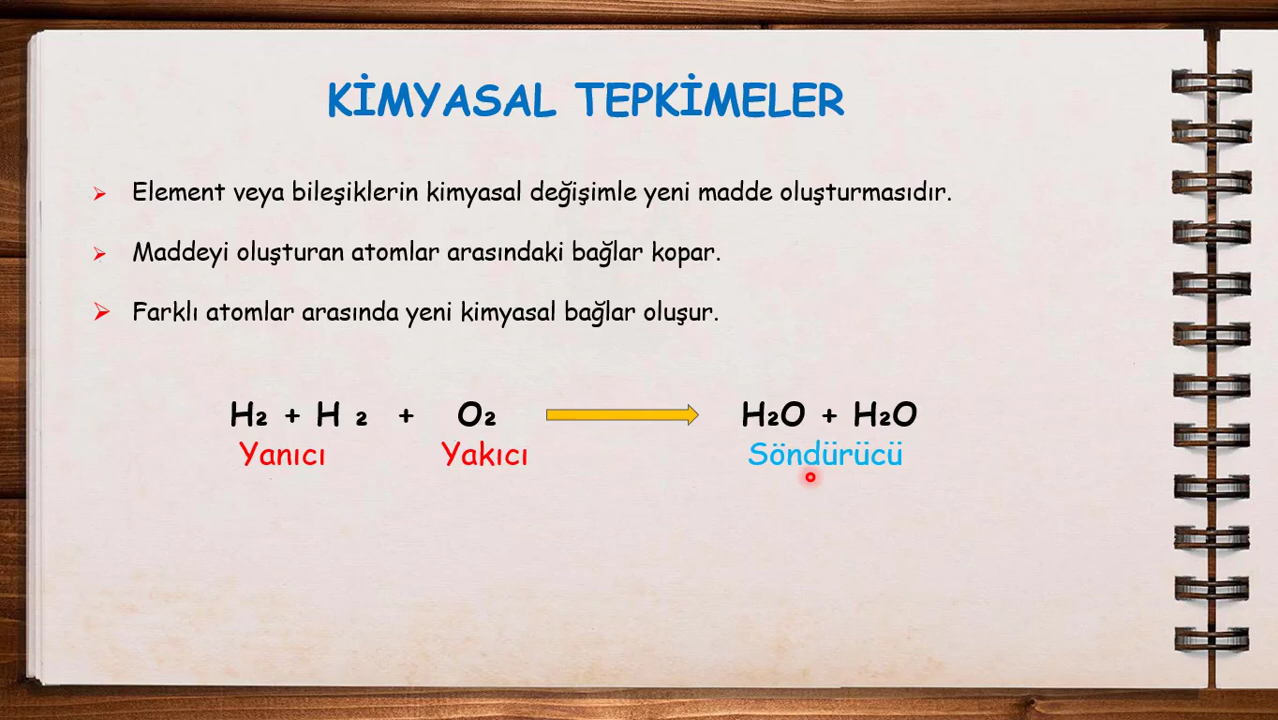 KİMYASAL TEPKİMELER
Element veya bileşiklerin kimyasal değişimle yeni madde oluşturmasıdır.
Maddeyi oluşturan atomlar arasındaki bağlar kopar.
Farklı atomlar arasında yeni kimyasal bağlar oluşur.
H₂ + H ₂ + O₂ H₂O + H₂O
Yanıcı Yakıcı Söndürücü